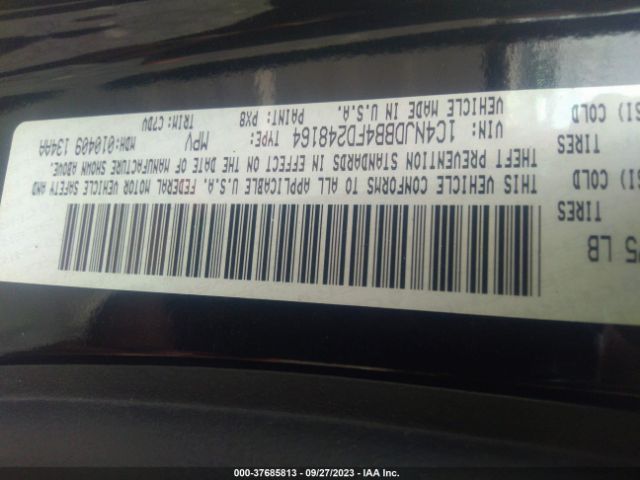 THIS VEHICLE CONFORMS TO ALL APPLICABLE U.S.A. FEDERAL MOTOR VEHICLE SAFETY AND
THEFT PREVENTION STANDARDS IN EFFECT ON THE DATE OF MANUFACTURE SHOWN ABOVE.
VIN: 1C4NJDBB4FD248164 TYPE: MPV MDH:010409 134AA
VEHICLE MADE IN U.S.A. PAINT: PX8 TRIM: C7DV
LB
TIRES
COLD
TIRES
COLD
000-37685813 - 09/27/2023 - IAA Inc.